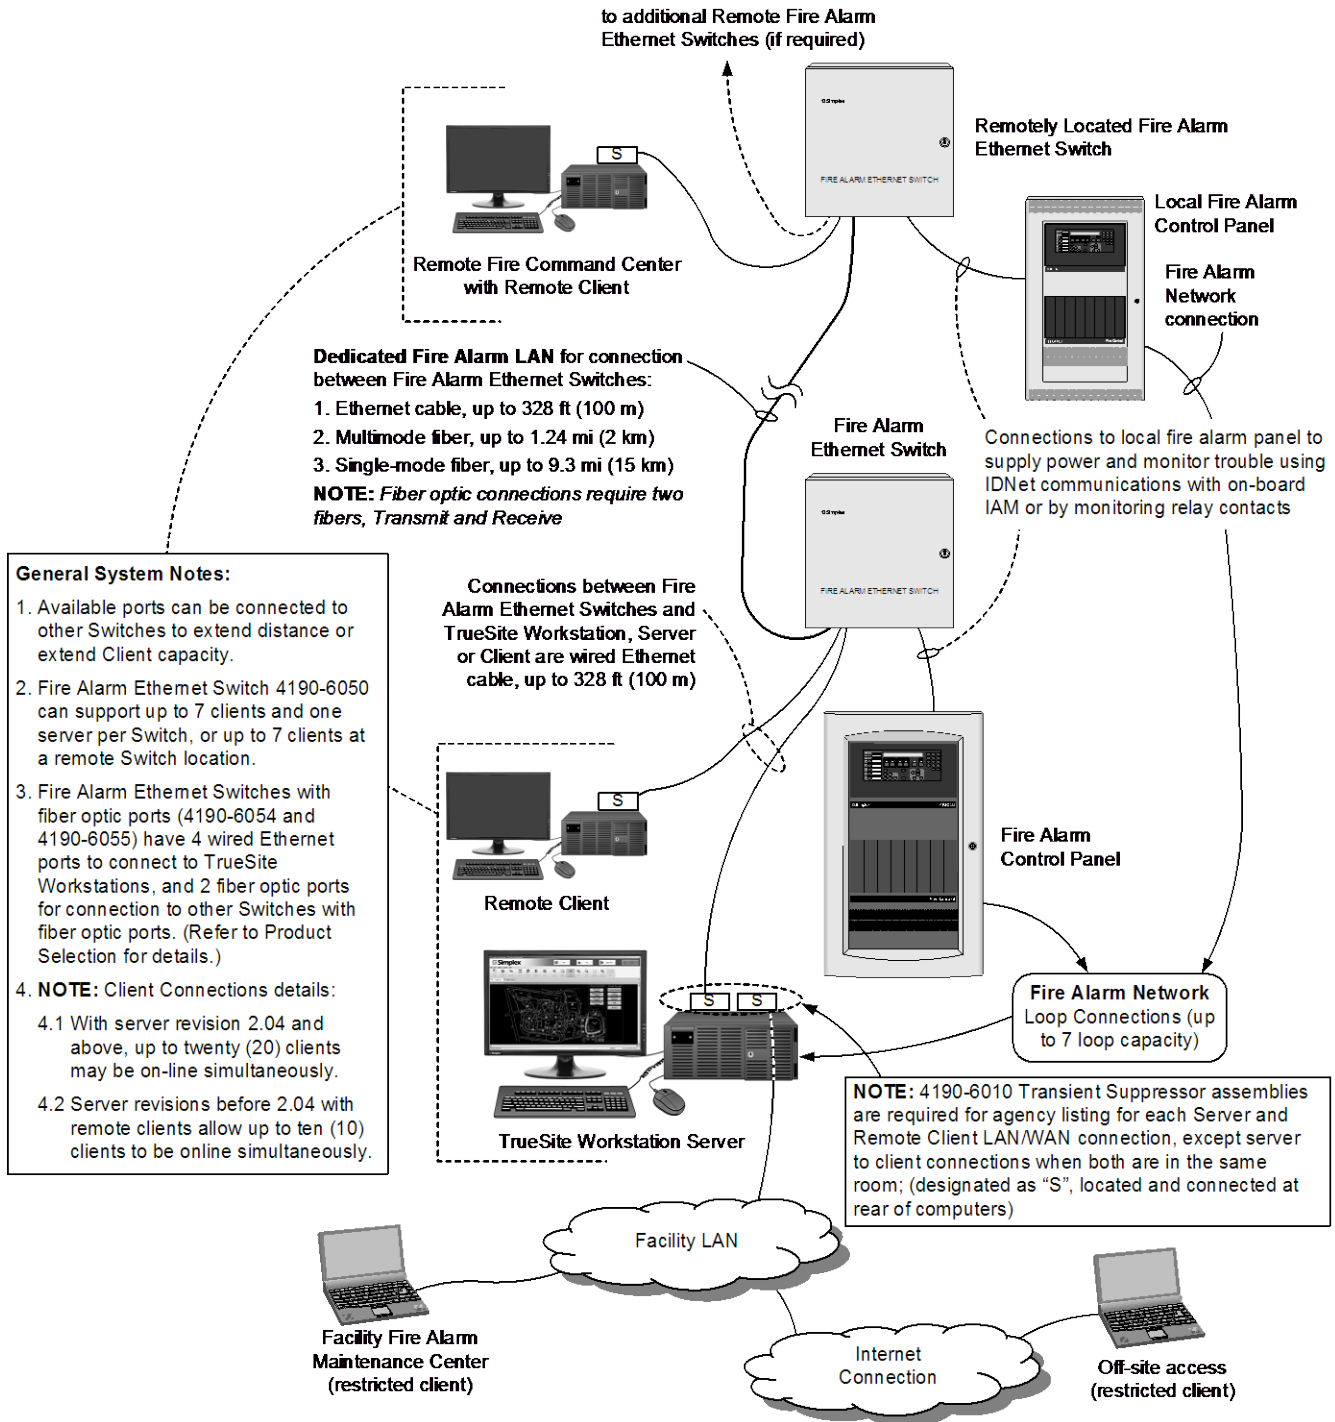 to additional Remote Fire Alarm
Ethernet Switches (if required)
Simplex
FIRE ALARM ETHERNET SWITCH
Remotely Located Fire Alarm
Ethernet Switch
S
Remote Fire Command Center
with Remote Client
Local Fire Alarm
Control Panel
Fire Alarm
Network
connection
Dedicated Fire Alarm LAN for connection
between Fire Alarm Ethernet Switches:
1. Ethernet cable, up to 328 ft (100 m)
2. Multimode fiber, up to 1.24 mi (2 km)
3. Single-mode fiber, up to 9.3 mi (15 km)
NOTE: Fiber optic connections require two
fibers, Transmit and Receive
Fire Alarm
Ethernet Switch
Simplex
FIRE ALARM ETHERNET SWITCH
Connections to local fire alarm panel to
supply power and monitor trouble using
IDNet communications with on-board
IAM or by monitoring relay contacts
General System Notes:
1. Available ports can be connected to
other Switches to extend distance or
extend Client capacity.
2. Fire Alarm Ethernet Switch 4190-6050
can support up to 7 clients and one
server per Switch, or up to 7 clients at
a remote Switch location.
3. Fire Alarm Ethernet Switches with
fiber optic ports (4190-6054 and
4190-6055) have 4 wired Ethernet
ports to connect to TrueSite
Workstations, and 2 fiber optic ports
for connection to other Switches with
fiber optic ports. (Refer to Product
Selection for details.)
4. NOTE: Client Connections details:
4.1 With server revision 2.04 and
above, up to twenty (20) clients
may be on-line simultaneously.
4.2 Server revisions before 2.04 with
remote clients allow up to ten (10)
clients to be online simultaneously.
Connections between Fire
Alarm Ethernet Switches and
TrueSite Workstation, Server
or Client are wired Ethernet
cable, up to 328 ft (100 m)
S
Remote Client
Fire Alarm
Control Panel
Simplex
S S
TrueSite Workstation Server
Fire Alarm Network
Loop Connections (up
to 7 loop capacity)
NOTE: 4190-6010 Transient Suppressor assemblies
are required for agency listing for each Server and
Remote Client LAN/WAN connection, except server
to client connections when both are in the same
room; (designated as “S”, located and connected at
rear of computers)
Facility LAN
Facility Fire Alarm
Maintenance Center
(restricted client)
Internet
Connection
Off-site access
(restricted client)